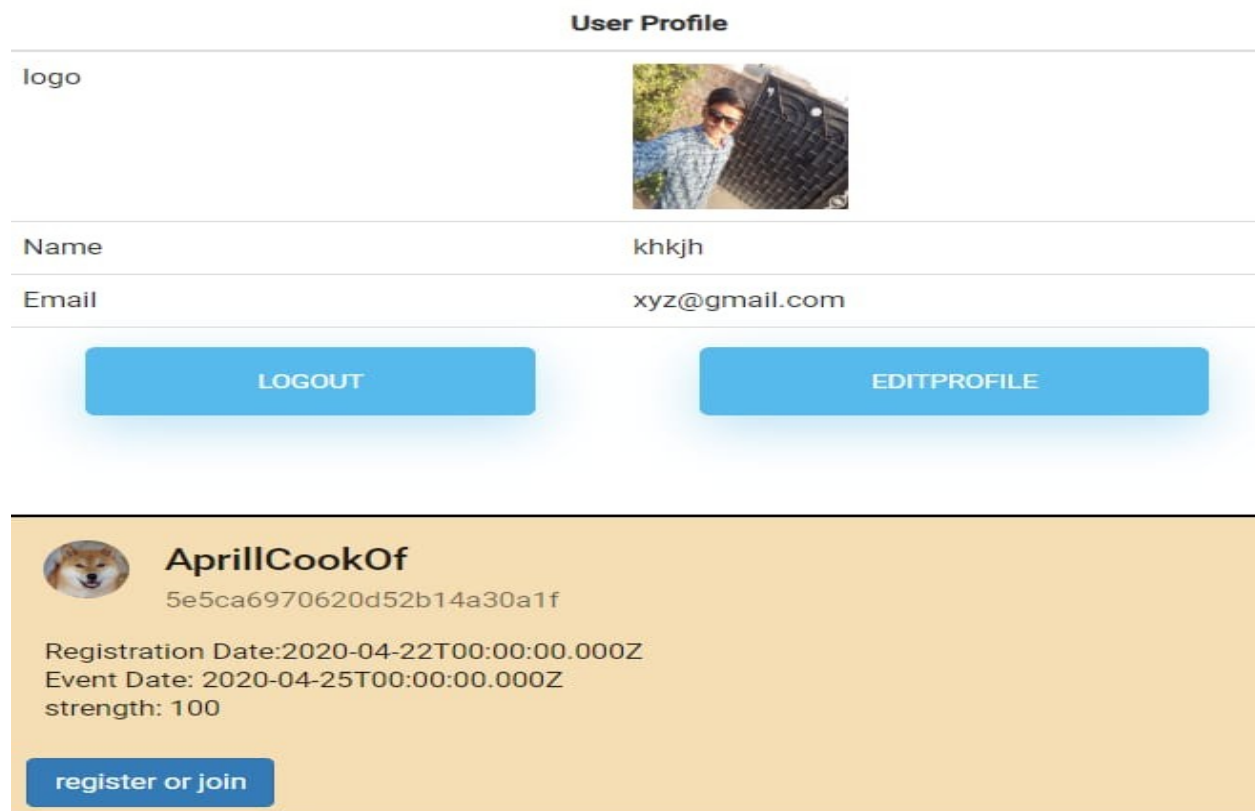 User Profile
logo
Name khkjh
Email xyz@gmail.com
LOGOUT EDITPROFILE
AprillCookOf
5e5ca6970620d52b14a30a1f
Registration Date:2020-04-22T00:00:00.000Z
Event Date: 2020-04-25T00:00:00.000Z
strength: 100
register or join